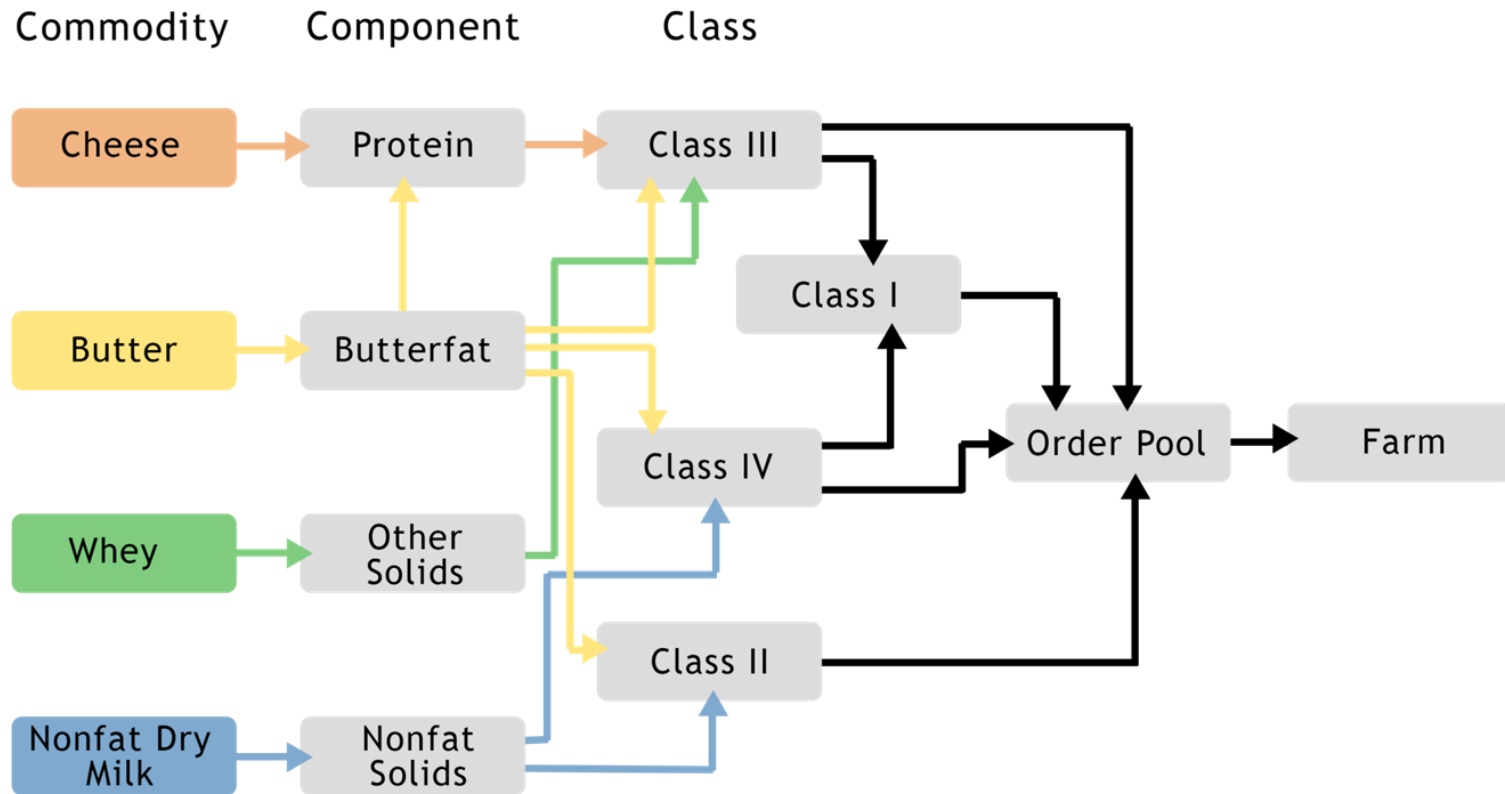 Commodity
Component
Class
Cheese
Protein
Class III
Class I
Butter
Butterfat
Class IV
Order Pool
Farm
Whey
Other
Solids
Class II
Nonfat Dry
Milk
Nonfat
Solids